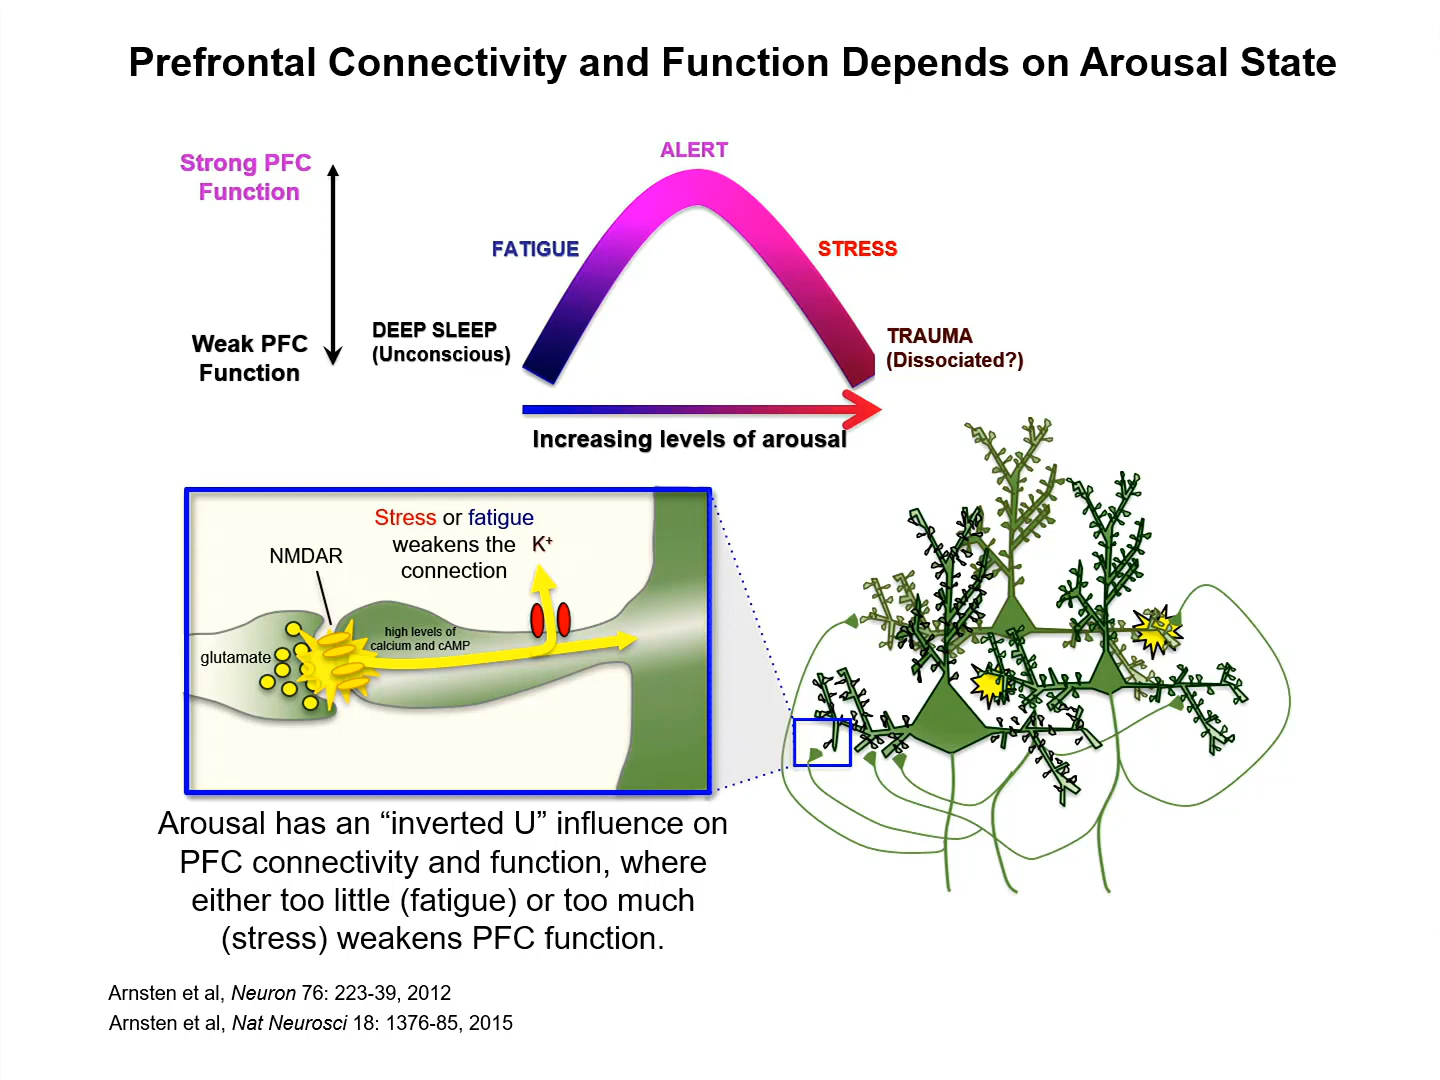 Prefrontal Connectivity and Function Depends on Arousal State
ALERT
Strong PFC
Function
FATIGUE
STRESS
DEEP SLEEP
(Unconscious)
Weak PFC
Function
TRAUMA
(Dissociated?)
Increasing levels of arousal
Stress or fatigue
weakens the K⁺
connection
NMDAR
high levels of
calcium and cAMP
glutamate
Arousal has an “inverted U” influence on
PFC connectivity and function, where
either too little (fatigue) or too much
(stress) weakens PFC function.
Arnsten et al, Neuron 76: 223-39, 2012
Arnsten et al, Nat Neurosci 18: 1376-85, 2015